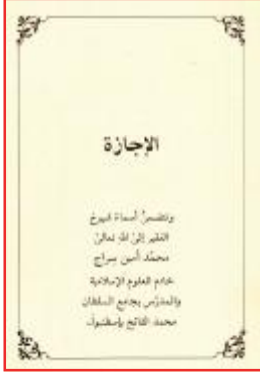 الإجازة
وتتضمن أسماء شيوخ
الفقير إلى الله تعالى
محمد أمين سراج
خادم العلوم الإسلامية
والمدرس بجامع السلطان
محمد الفاتح بإسطنبول